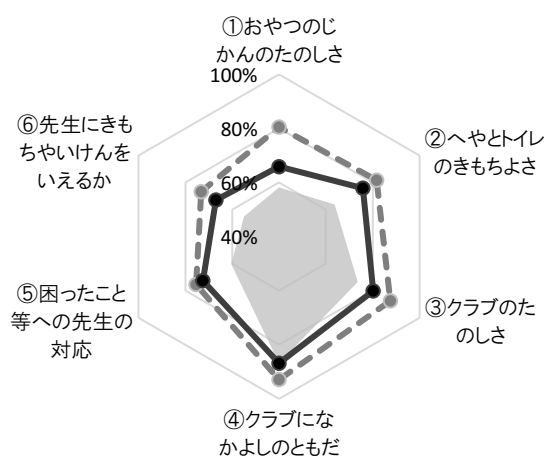 ①おやつのじ
かんのたのしさ
100%
80%
60%
40%
②へやとトイレ
のきもちよさ
③クラブのた
のしさ
④クラブにな
かよしのともだ
⑤困ったこと
等への先生の
対応
⑥先生にきも
ちやいけんを
いえるか